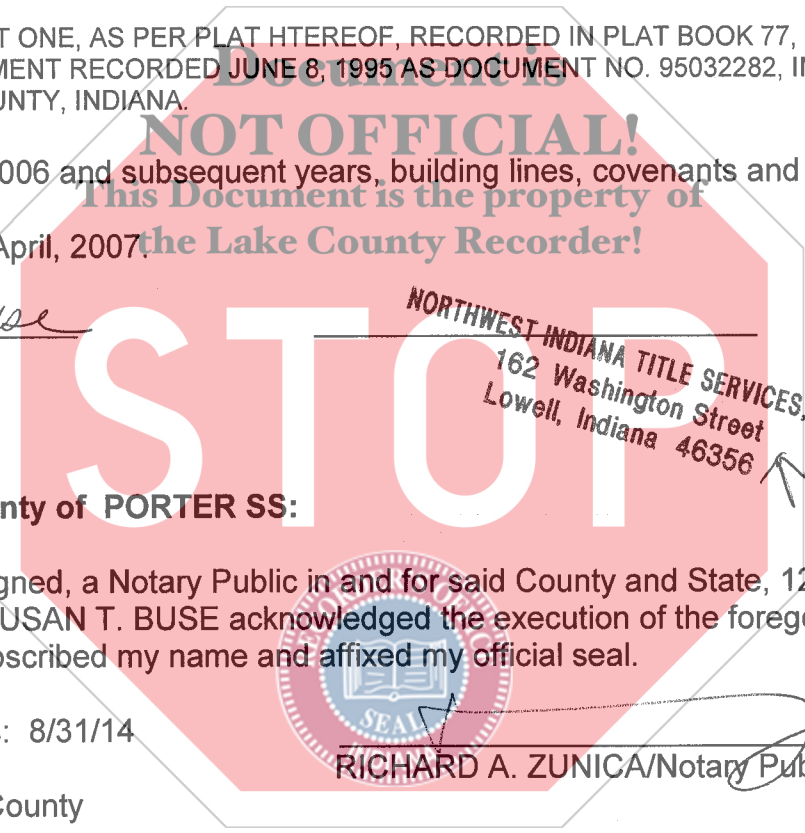 T ONE, AS PER PLAT HTEREOF, RECORDED IN PLAT BOOK 77,
MENT RECORDED JUNE 8, 1995 AS DOCUMENT NO. 95032282, IN
Document is
UNTY, INDIANA.
NOT OFFICIAL!
006 and subsequent years, building lines, covenants and
This Document is the property of
April, 2007.
the Lake County Recorder!
STOP
NORTHWEST INDIANA TITLE SERVICES,
162 Washington Street
Lowell, Indiana 46356
nty of PORTER SS:
gned, a Notary Public in and for said County and State, 12
USAN T. BUSE acknowledged the execution of the forego
bscribed my name and affixed my official seal.
SEAL
INDIANA
: 8/31/14
RICHARD A. ZUNICA/Notary Pub
County